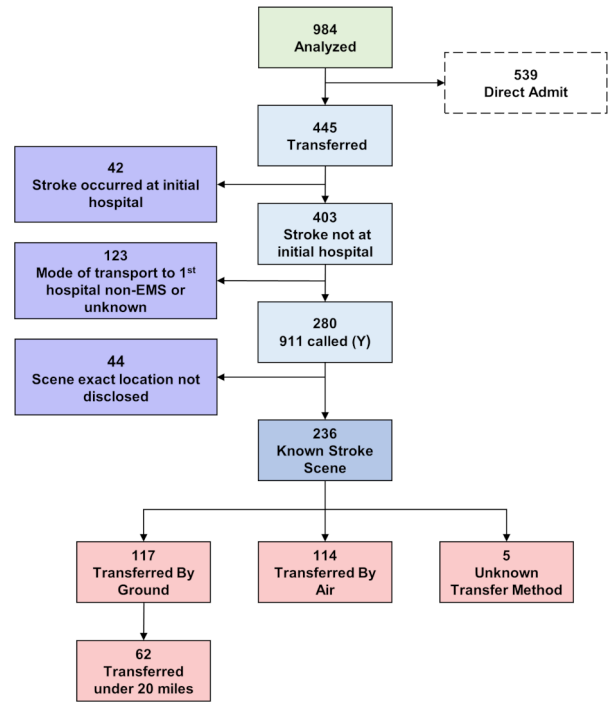 984
Analyzed
539
Direct Admit
445
Transferred
42
Stroke occurred at initial
hospital
403
Stroke not at
initial hospital
123
Mode of transport to 1st
hospital non-EMS or
unknown
280
911 called (Y)
44
Scene exact location not
disclosed
236
Known Stroke
Scene
117
Transferred By
Ground
114
Transferred By
Air
5
Unknown
Transfer Method
62
Transferred
under 20 miles